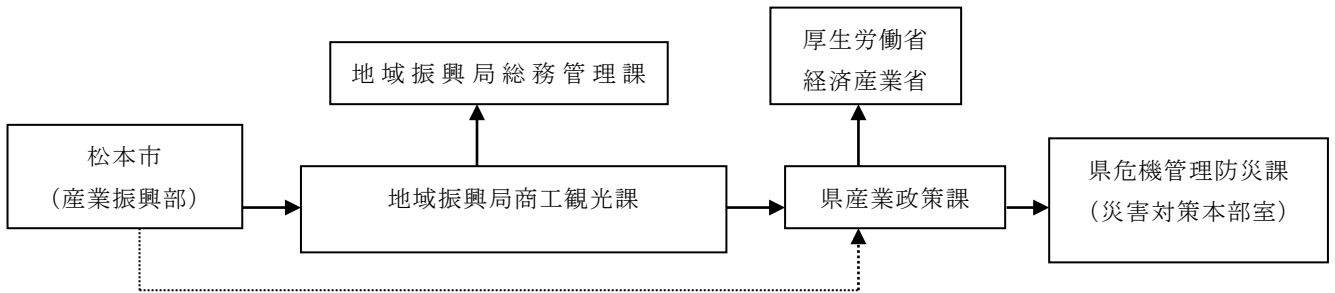 厚生労働省
経済産業省
地域振興局総務管理課
松本市
(産業振興部)
地域振興局商工観光課
県産業政策課
県危機管理防災課
(災害対策本部室)